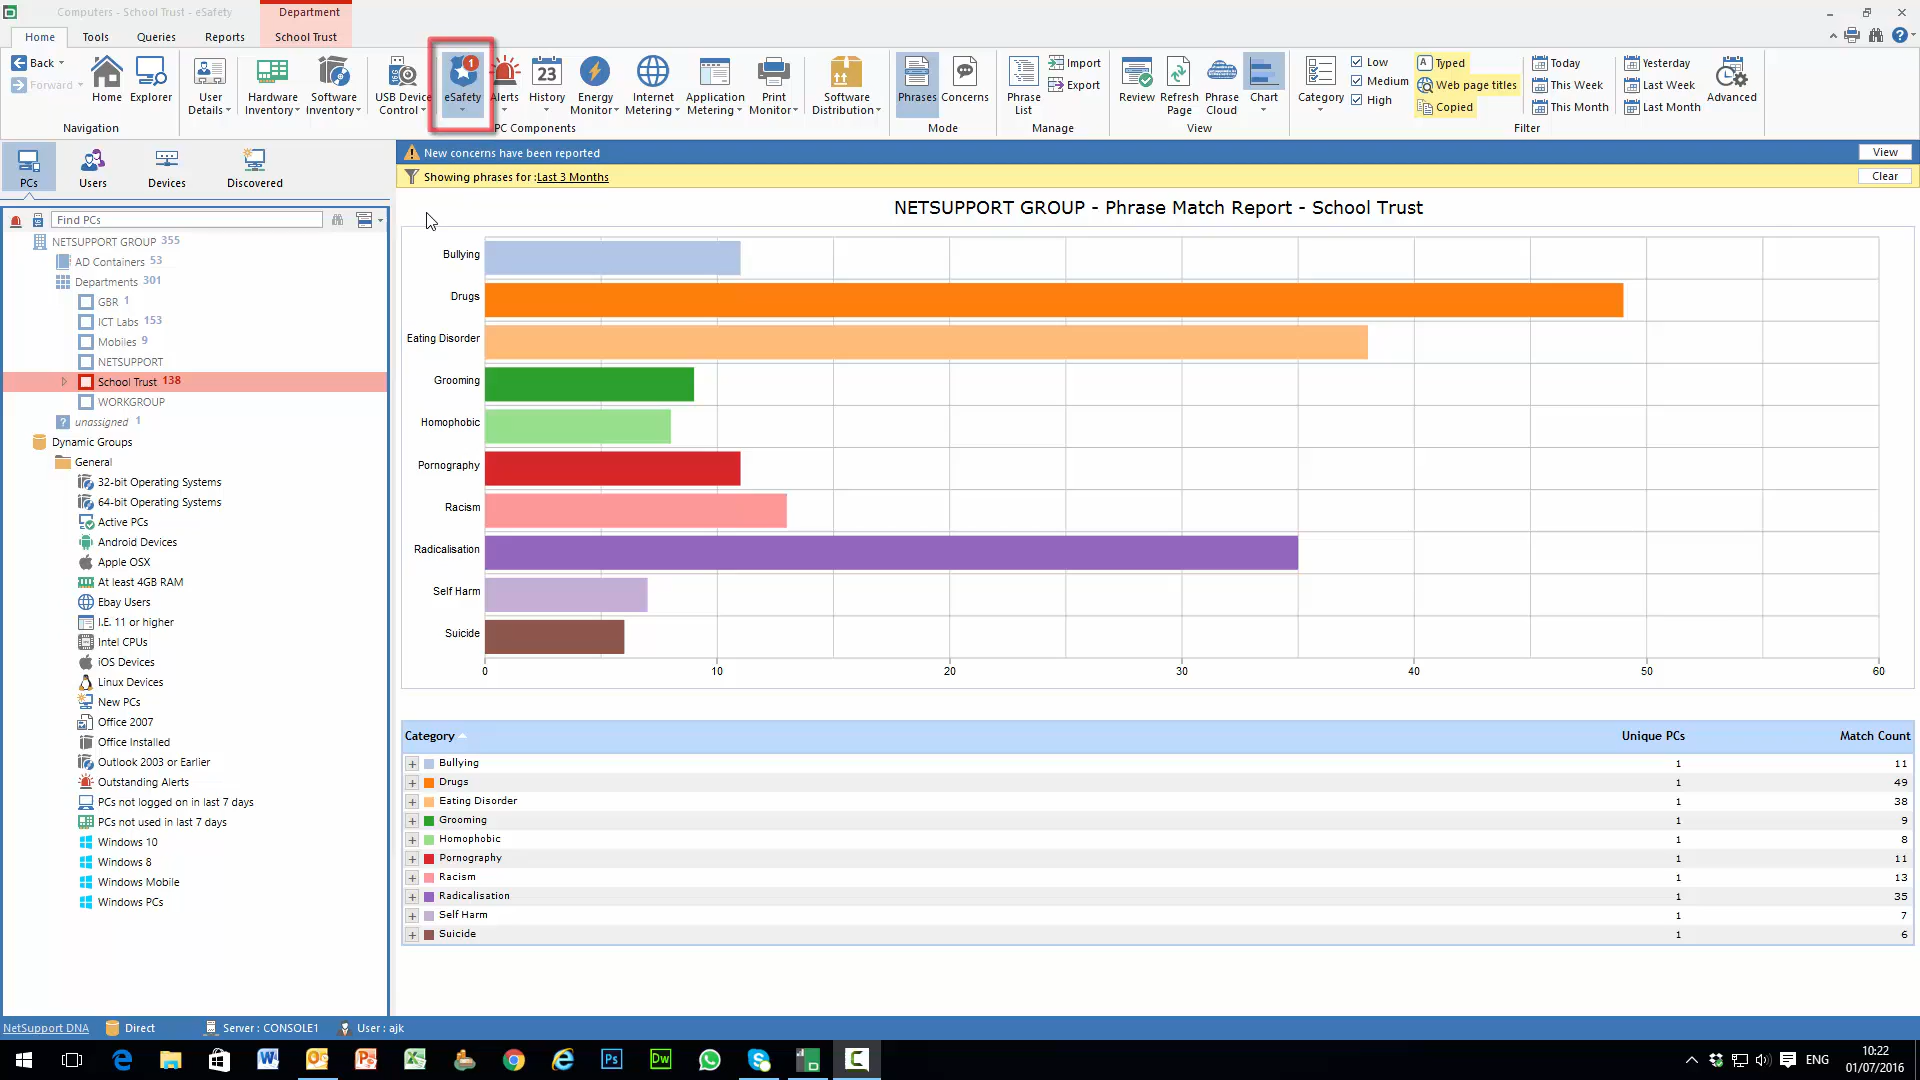 Computers - School Trust - eSafety
Department
Home Tools Queries Reports School Trust
Back
Forward
Home
Explorer
User Details
Hardware Inventory
Software Inventory
USB Device Control
1
eSafety
Alerts
23
History
Energy Monitor
Internet Metering
Application Metering
Print Monitor
Software Distribution
Phrases
Concerns
Phrase List
Import
Export
Review
Refresh Page
Phrase Cloud
Chart
Category
Low
Medium
High
A Typed
Web page titles
Copied
Today
This Week
This Month
Yesterday
Last Week
Last Month
Advanced
Navigation
PC Components
Mode
Manage
View
Filter
PCs
Users
Devices
Discovered
New concerns have been reported
View
Showing phrases for :Last 3 Months
Clear
Find PCs
NETSUPPORT GROUP 355
AD Containers 53
Departments 301
GBR 1
ICT Labs 153
Mobiles 9
NETSUPPORT
School Trust 138
WORKGROUP
? unassigned 1
Dynamic Groups
General
32-bit Operating Systems
64-bit Operating Systems
Active PCs
Android Devices
Apple OSX
At least 4GB RAM
Ebay Users
I.E. 11 or higher
Intel CPUs
iOS Devices
Linux Devices
New PCs
Office 2007
Office Installed
Outlook 2003 or Earlier
Outstanding Alerts
PCs not logged on in last 7 days
PCs not used in last 7 days
Windows 10
Windows 8
Windows Mobile
Windows PCs
NETSUPPORT GROUP - Phrase Match Report - School Trust
Bullying
Drugs
Eating Disorder
Grooming
Homophobic
Pornography
Racism
Radicalisation
Self Harm
Suicide
0 10 20 30 40 50 60
Category Unique PCs Match Count
Bullying 1 11
Drugs 1 49
Eating Disorder 1 38
Grooming 1 9
Homophobic 1 8
Pornography 1 11
Racism 1 13
Radicalisation 1 35
Self Harm 1 7
Suicide 1 6
NetSupport DNA Direct Server : CONSOLE1 User : ajk
Ps
Dw
ENG
10:22
01/07/2016